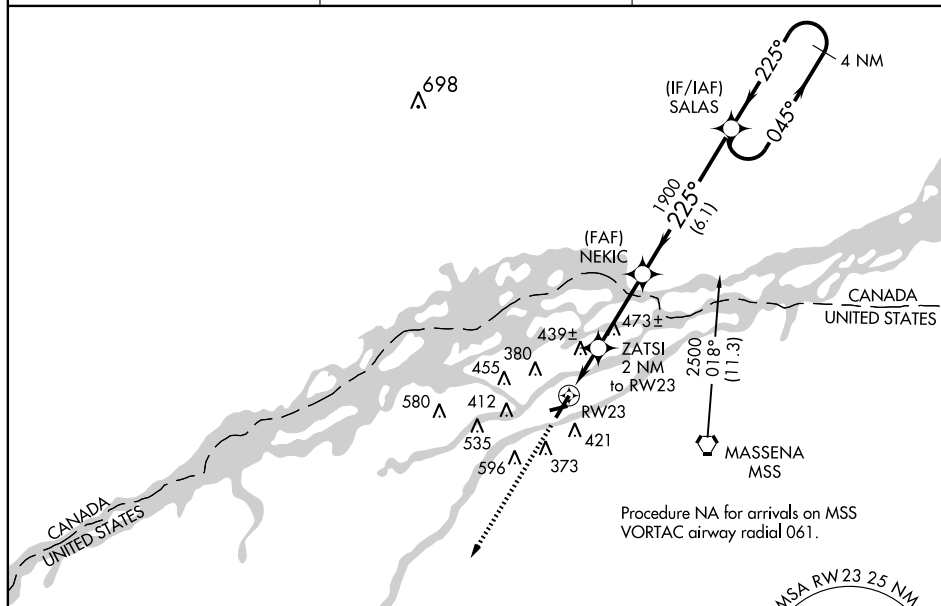 698
225°
4 NM
045°
(IF/IAF)
SALAS
1900
225°
(6.1)
(FAF)
NEKIC
CANADA
UNITED STATES
473±
439±
ZATSI
2 NM
to RW23
380
455
580
412
535
596
373
421
RW23
2500
018°
(11.3)
MASSENA
MSS
Procedure NA for arrivals on MSS
VORTAC airway radial 061.
CANADA
UNITED STATES
MSA RW23 25 NM